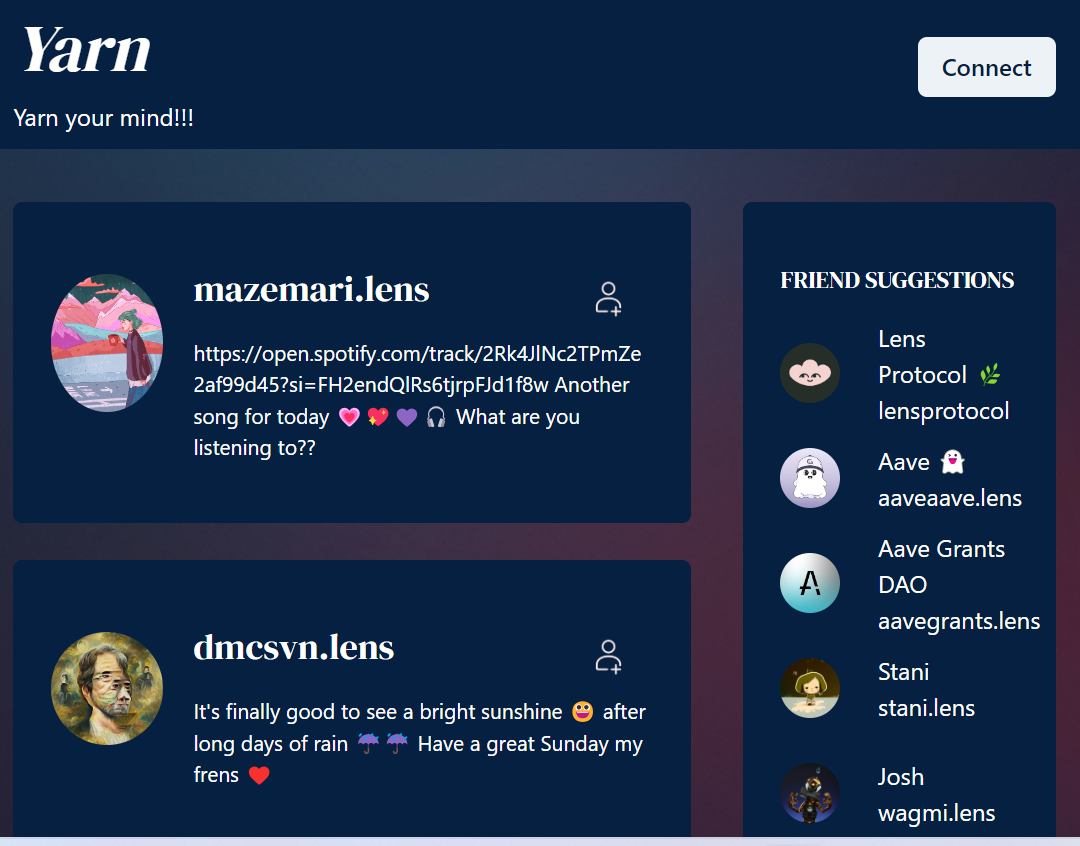 Yarn
Connect
Yarn your mind!!!
mazemari.lens
https://open.spotify.com/track/2Rk4JlNc2TPmZe
2af99d45?si=FH2endQlRs6tjrpFJd1f8w Another
song for today 💗 💖 💜 🎧 What are you
listening to??
dmcsvn.lens
It's finally good to see a bright sunshine 😃 after
long days of rain ☔ ☔ Have a great Sunday my
frens ❤️
FRIEND SUGGESTIONS
Lens
Protocol 🌿
lensprotocol
Aave 👻
aaveaave.lens
Aave Grants
DAO
aavegrants.lens
Stani
stani.lens
Josh
wagmi.lens